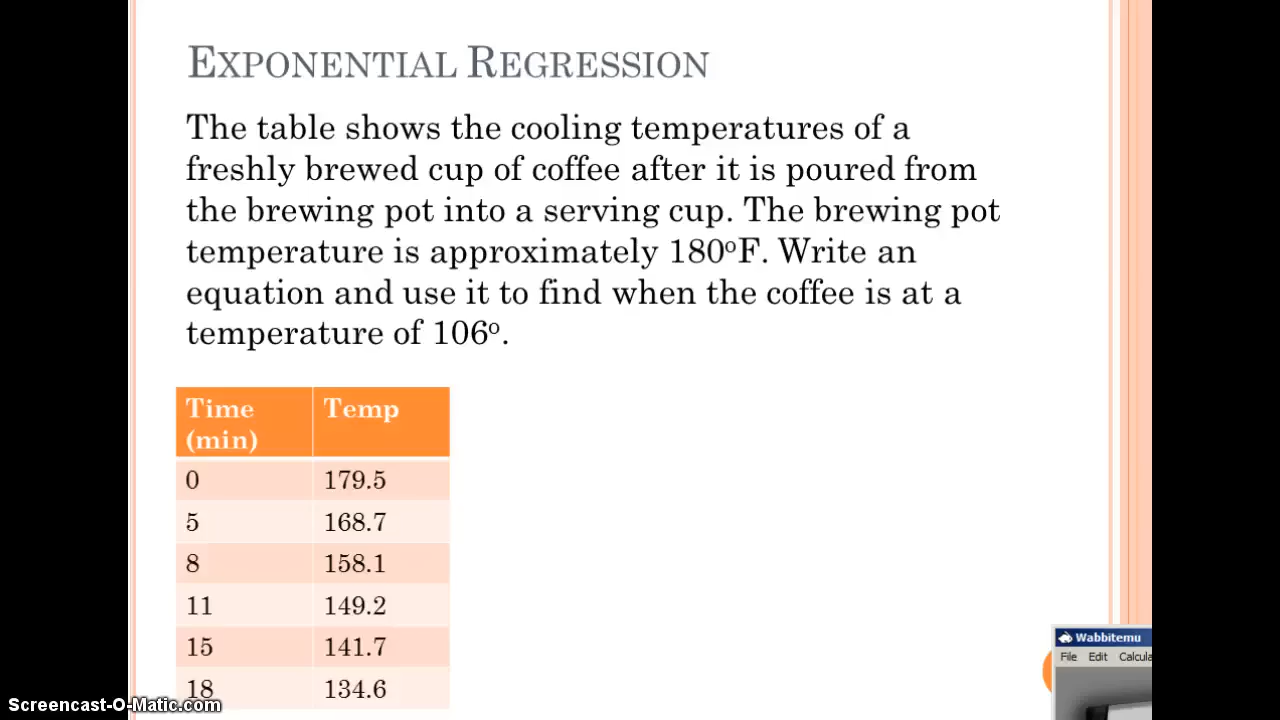 EXPONENTIAL REGRESSION
The table shows the cooling temperatures of a
freshly brewed cup of coffee after it is poured from
the brewing pot into a serving cup. The brewing pot
temperature is approximately 180ºF. Write an
equation and use it to find when the coffee is at a
temperature of 106º.
Time (min) Temp
0 179.5
5 168.7
8 158.1
11 149.2
15 141.7
18 134.6
Wabbitemu
File Edit Calcula
Screencast-O-Matic.com